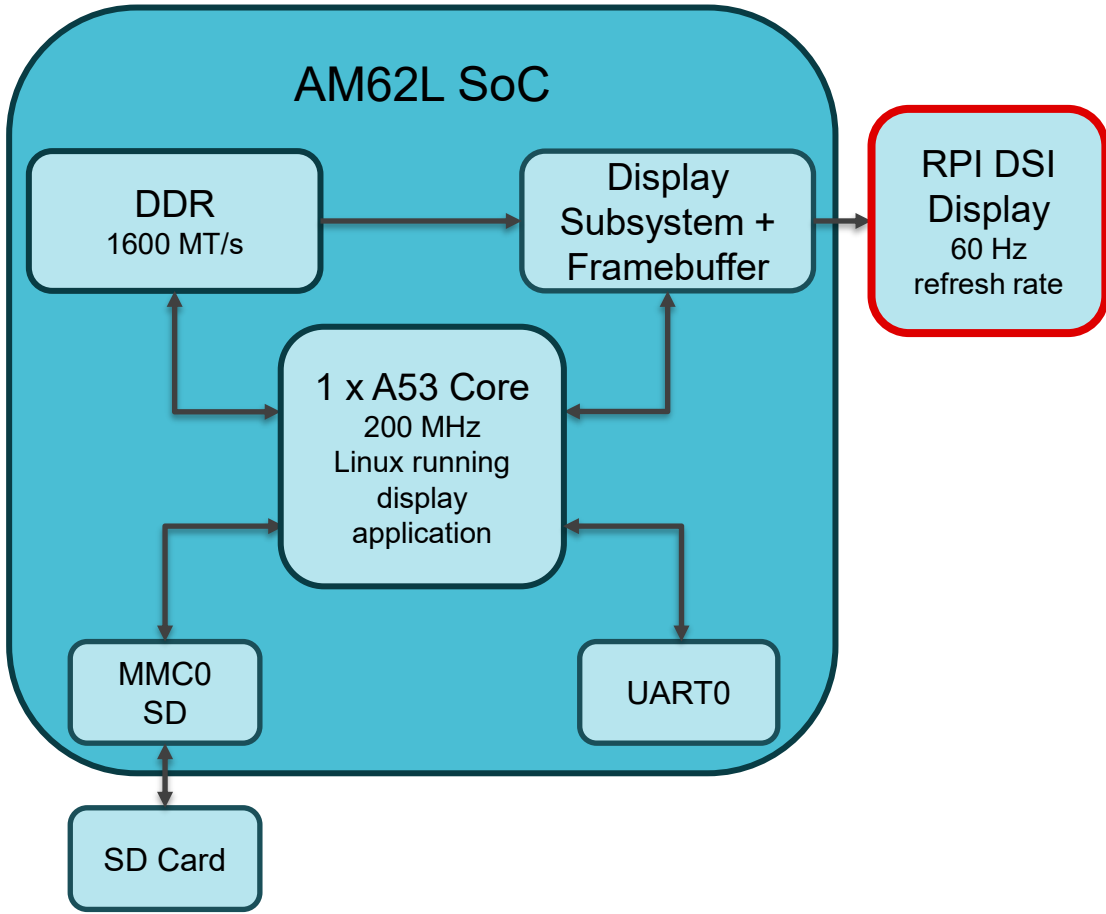 AM62L SoC
DDR
1600 MT/s
Display
Subsystem +
Framebuffer
RPI DSI
Display
60 Hz
refresh rate
1 x A53 Core
200 MHz
Linux running
display
application
MMC0
SD
UART0
SD Card